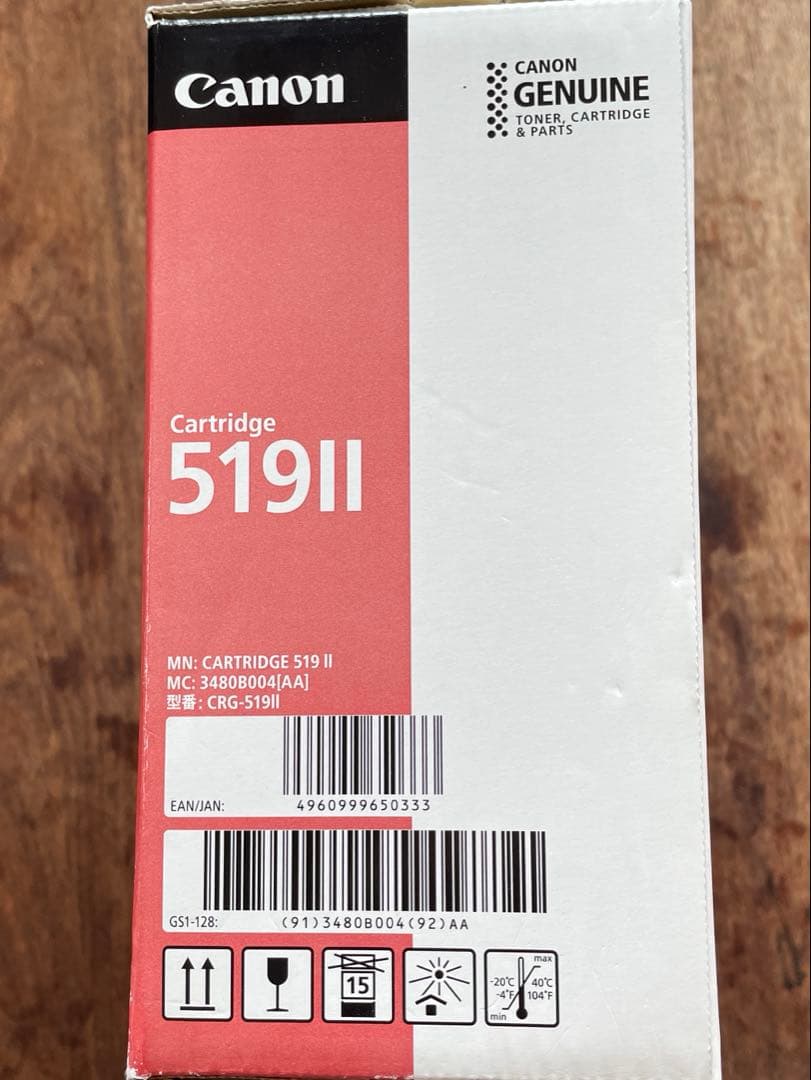 Canon
CANON
GENUINE
TONER, CARTRIDGE
& PARTS
Cartridge
519II
MN: CARTRIDGE 519 II
MC: 3480B004[AA]
型番: CRG-519II
EAN/JAN:
4960999650333
GS1-128:
(91)3480B004(92)AA
15
max
-20℃ 40℃
-4°F 104°F
min